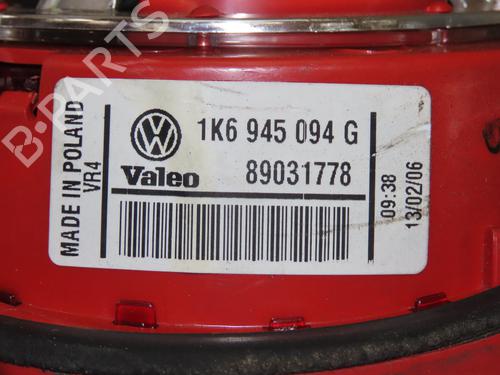 MADE IN POLAND
VR4
1K6 945 094 G
Valeo
89031778
09:38
13/02/06
B-PARTS